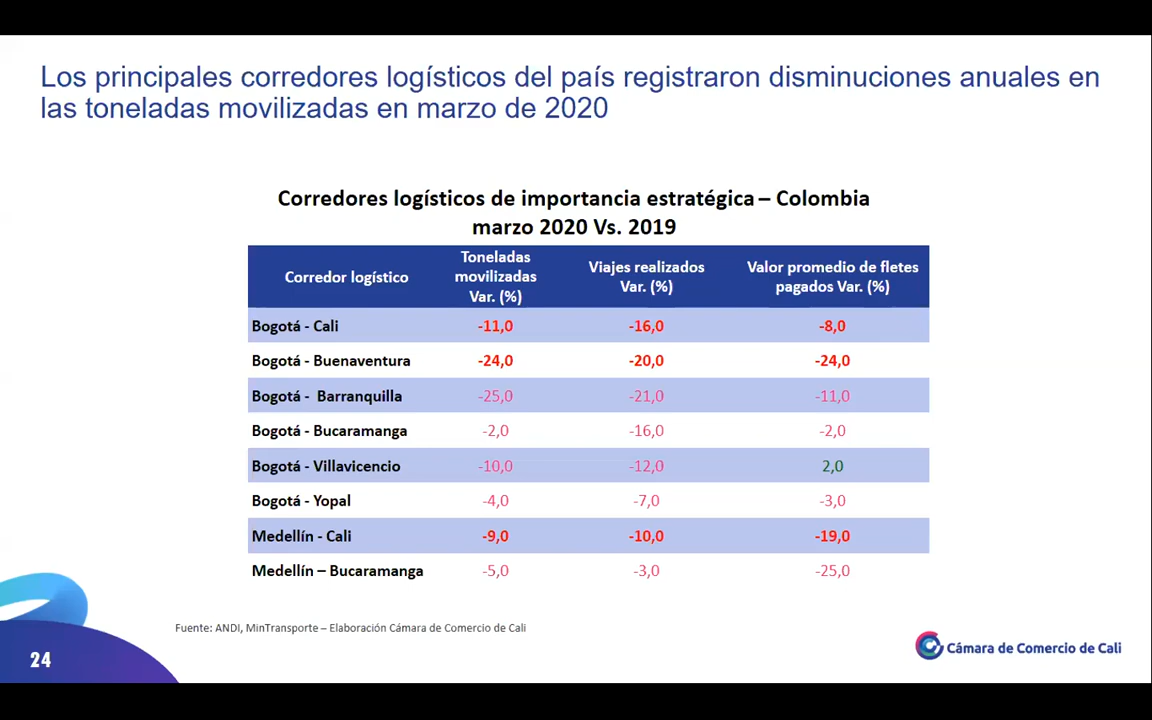 Los principales corredores logísticos del país registraron disminuciones anuales en
las toneladas movilizadas en marzo de 2020
Corredores logísticos de importancia estratégica – Colombia
marzo 2020 Vs. 2019
Corredor logístico
Toneladas
movilizadas
Var. (%)
Viajes realizados
Var. (%)
Valor promedio de fletes
pagados Var. (%)
Bogotá - Cali -11,0 -16,0 -8,0
Bogotá - Buenaventura -24,0 -20,0 -24,0
Bogotá - Barranquilla -25,0 -21,0 -11,0
Bogotá - Bucaramanga -2,0 -16,0 -2,0
Bogotá - Villavicencio -10,0 -12,0 2,0
Bogotá - Yopal -4,0 -7,0 -3,0
Medellín - Cali -9,0 -10,0 -19,0
Medellín – Bucaramanga -5,0 -3,0 -25,0
Fuente: ANDI, MinTransporte – Elaboración Cámara de Comercio de Cali
24
Cámara de Comercio de Cali